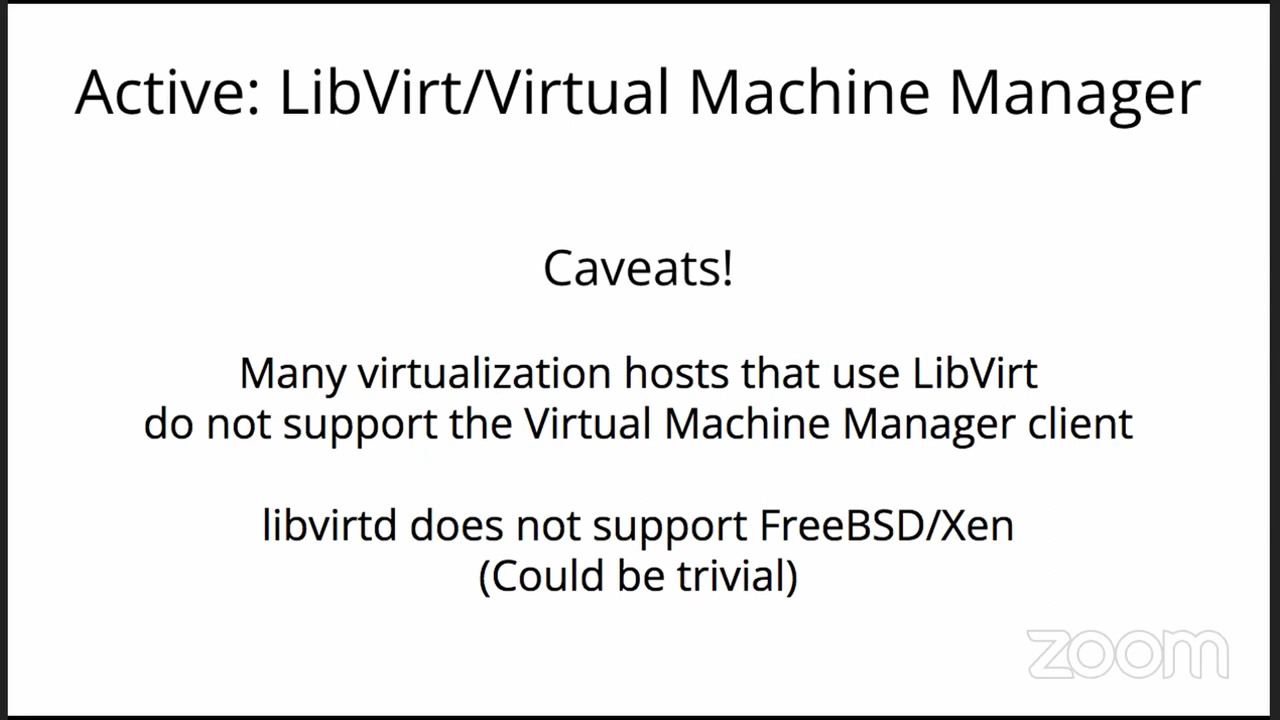 Active: LibVirt/Virtual Machine Manager
Caveats!
Many virtualization hosts that use LibVirt
do not support the Virtual Machine Manager client
libvirtd does not support FreeBSD/Xen
(Could be trivial)
zoom